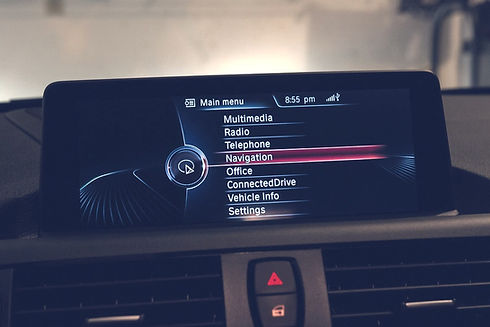 Main menu
8:55 pm
Multimedia
Radio
Telephone
Navigation
Office
ConnectedDrive
Vehicle Info
Settings